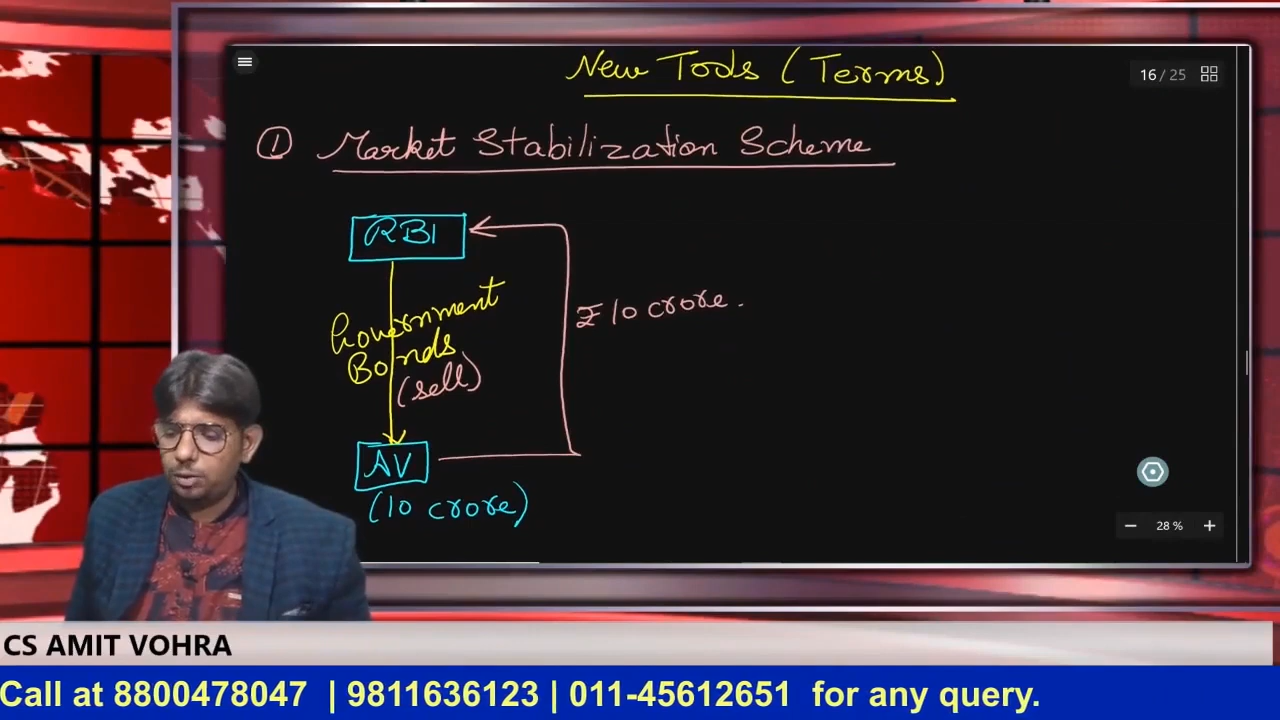 New Tools (Terms)
16 / 25
① Market Stabilization Scheme
RBI
₹10 crore.
Government
Bonds
(sell)
AV
(10 crore)
28 %
CS AMIT VOHRA
Call at 8800478047 | 9811636123 | 011-45612651 for any query.